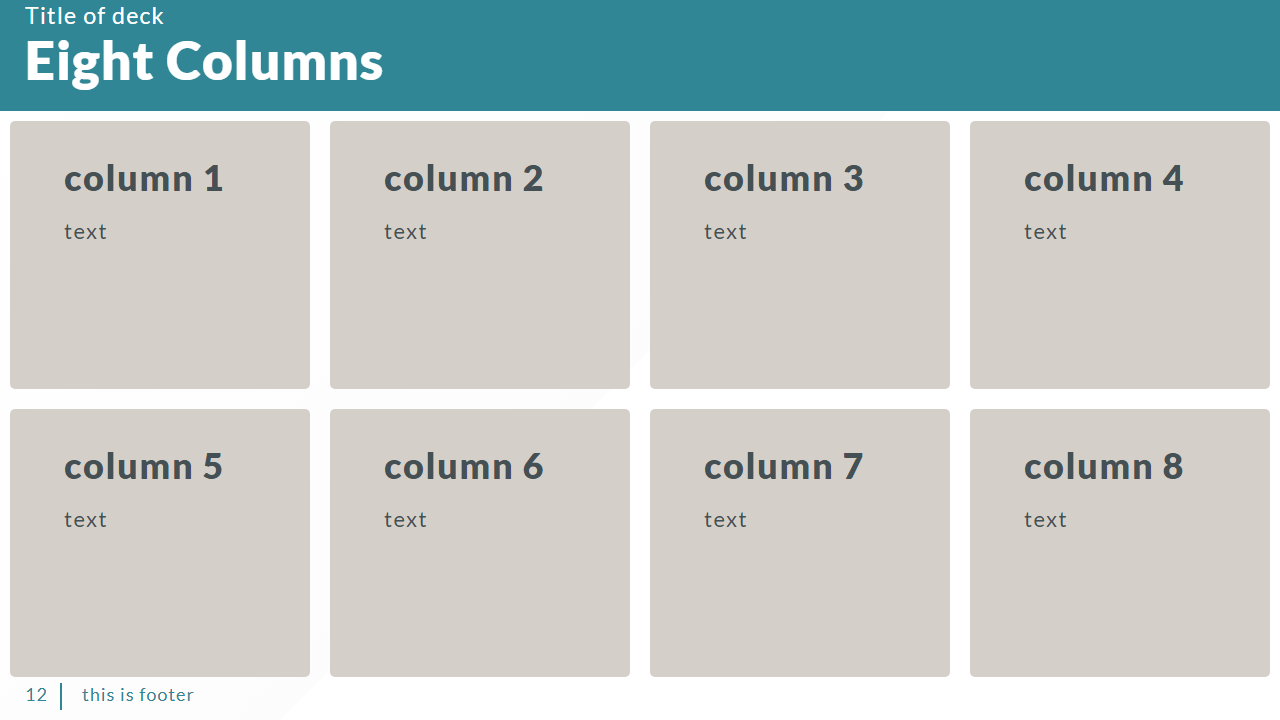 Title of deck
Eight Columns
column 1
text
column 2
text
column 3
text
column 4
text
column 5
text
column 6
text
column 7
text
column 8
text
12
this is footer